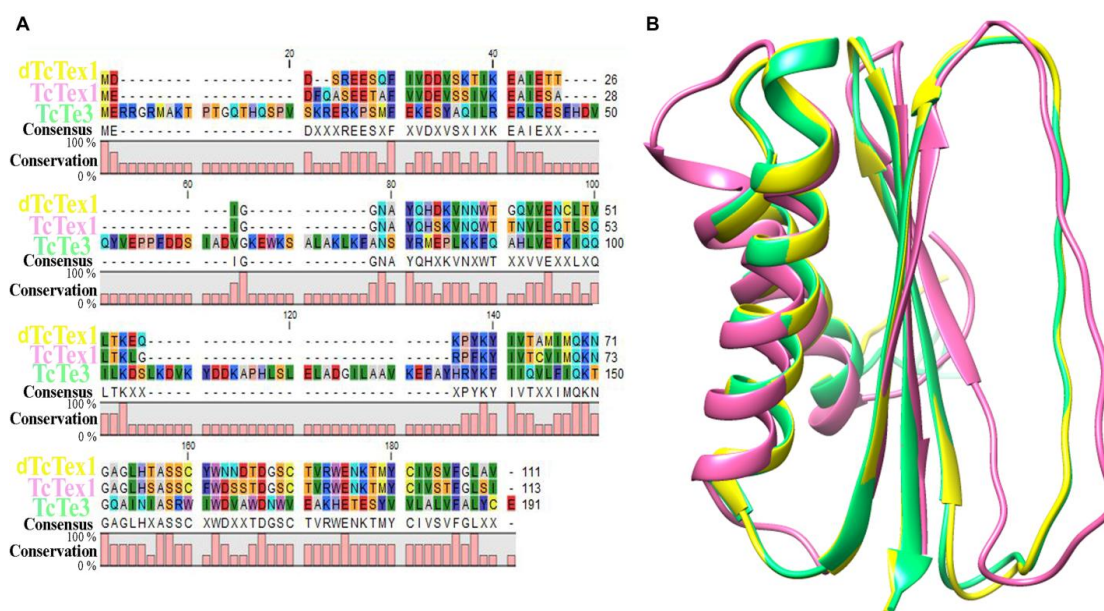 A
B
20 40
dTcTex1 MD-------- ---------- D--SREESQF IVDDVSKTIK EAIETT---- 26
TcTex1 ME-------- ---------- DFQASEETAF VVDEVSSIVK EAIESA---- 28
TcTe3 MERRGRMAKT PTGQTHQSPV SKRERKPSMF EKESYAQILR ERLRESFHDV 50
Consensus ME-------- ---------- DXXXREESXF XVDXVSXIXK EAIEXX----
100 %
Conservation
0 %
60 80 100
dTcTex1 ---------- ----IG---- -------GNA YQHDKVNNWT GQVVENCLTV 51
TcTex1 ---------- ----IG---- -------GNA YQHSKVNQWT TNVLEQTLSQ 53
TcTe3 QYVEPPFDDS IADVGKEWKS ALAKLKFANS YRMEPLKKFQ AHLVETKIQQ 100
Consensus ---------- ----IG---- -------GNA YQHXKVNXWT XXVVEXXLXQ
100 %
Conservation
0 %
120 140
dTcTex1 LTKEQ----- ---------- ---------- -----KPYKY IVTAMIMQKN 71
TcTex1 LTKLG----- ---------- ---------- -----KPFKY IVTCVIMQKN 73
TcTe3 ILKDSLKDVK YDDKAPHLSL ELADGILAAV KEFAYHRYKF IIQVLFIQKT 150
Consensus LTKXX----- ---------- ---------- -----XPYKY IVTXXIMQKN
100 %
Conservation
0 %
160 180
dTcTex1 GAGLHTASSC YWNNDTDGSC TVRWENKTMY CIVSVFGLAV - 111
TcTex1 GAGLHSASSC FWDSSTDGSC TVRWENKTMY CIVSTFGLSI - 113
TcTe3 GQAINIASRW IWDVAWDNWV EAKHETESYV VLALVFALYC E 191
Consensus GAGLHXASSC XWDXXTDGSC TVRWENKTMY CIVSVFGLXX -
100 %
Conservation
0 %